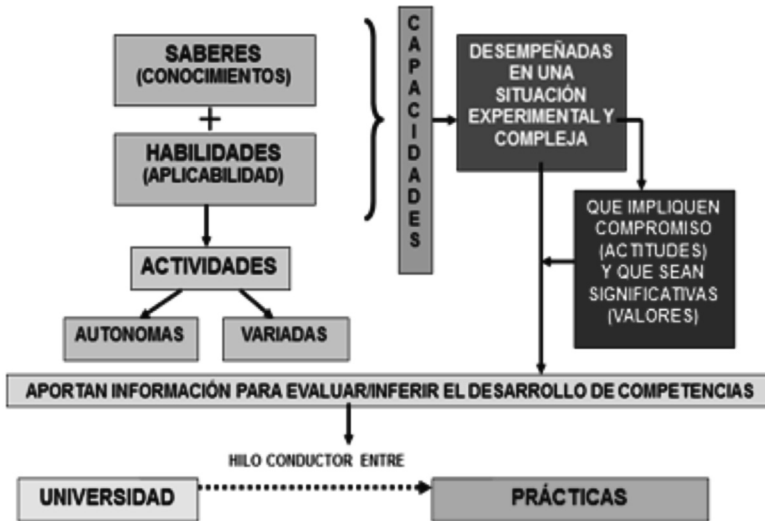 SABERES
(CONOCIMIENTOS)
+
HABILIDADES
(APLICABILIDAD)
ACTIVIDADES
AUTONOMAS
VARIADAS
CAPACIDADES
DESEMPEÑADAS
EN UNA
SITUACIÓN
EXPERIMENTAL Y
COMPLEJA
QUE IMPLIQUEN
COMPROMISO
(ACTITUDES)
Y QUE SEAN
SIGNIFICATIVAS
(VALORES)
APORTAN INFORMACIÓN PARA EVALUAR/INFERIR EL DESARROLLO DE COMPETENCIAS
HILO CONDUCTOR ENTRE
UNIVERSIDAD
PRÁCTICAS